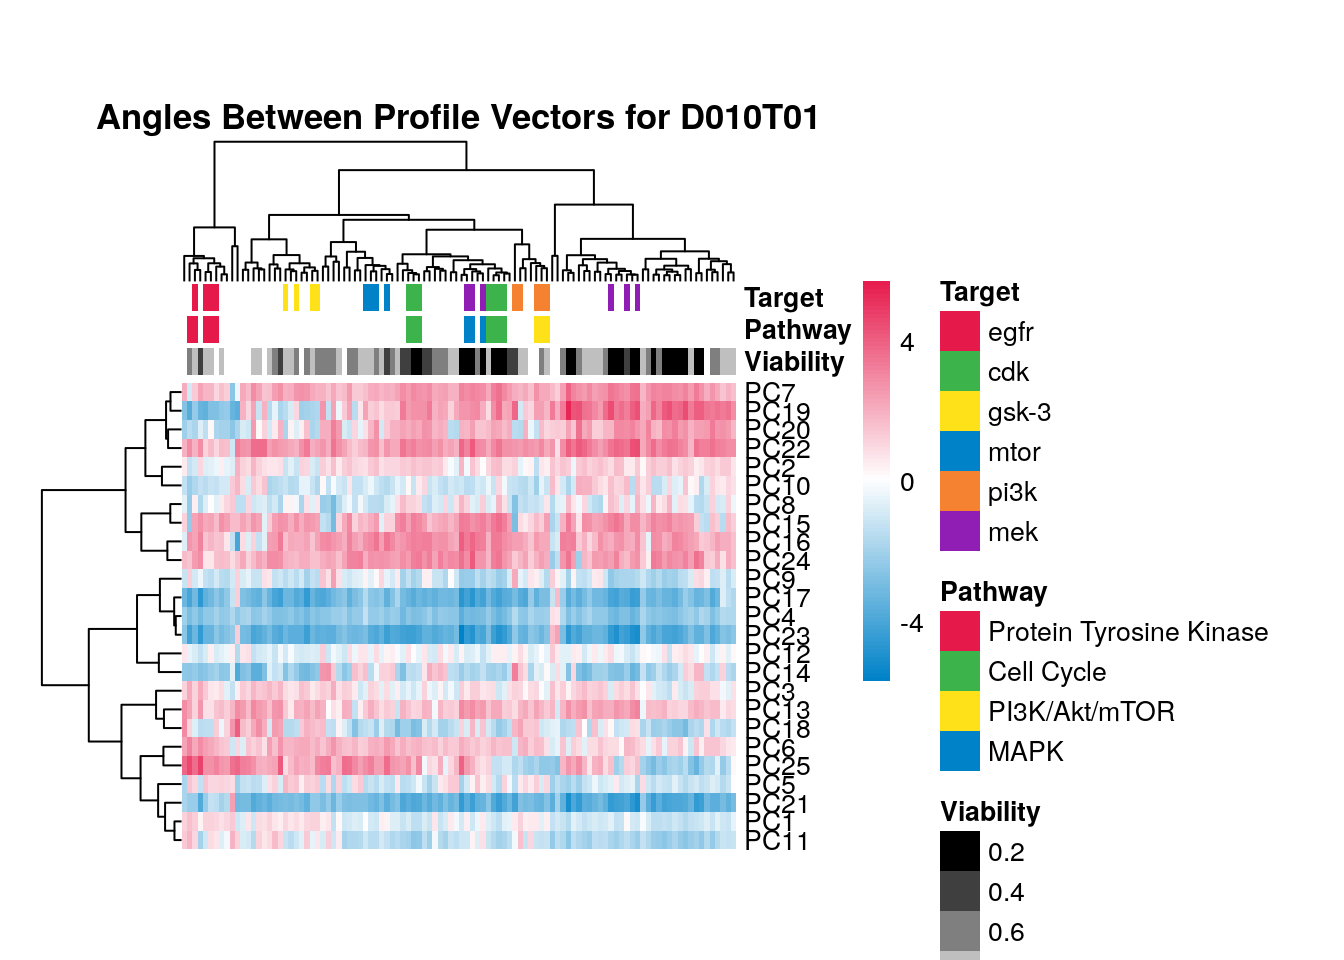 Angles Between Profile Vectors for D010T01
Target
Pathway
Viability
PC7
PC19
PC20
PC22
PC2
PC10
PC8
PC15
PC16
PC24
PC9
PC17
PC4
PC23
PC12
PC14
PC3
PC13
PC18
PC6
PC25
PC5
PC21
PC1
PC11
4
0
-4
Target
egfr
cdk
gsk-3
mtor
pi3k
mek
Pathway
Protein Tyrosine Kinase
Cell Cycle
PI3K/Akt/mTOR
MAPK
Viability
0.2
0.4
0.6